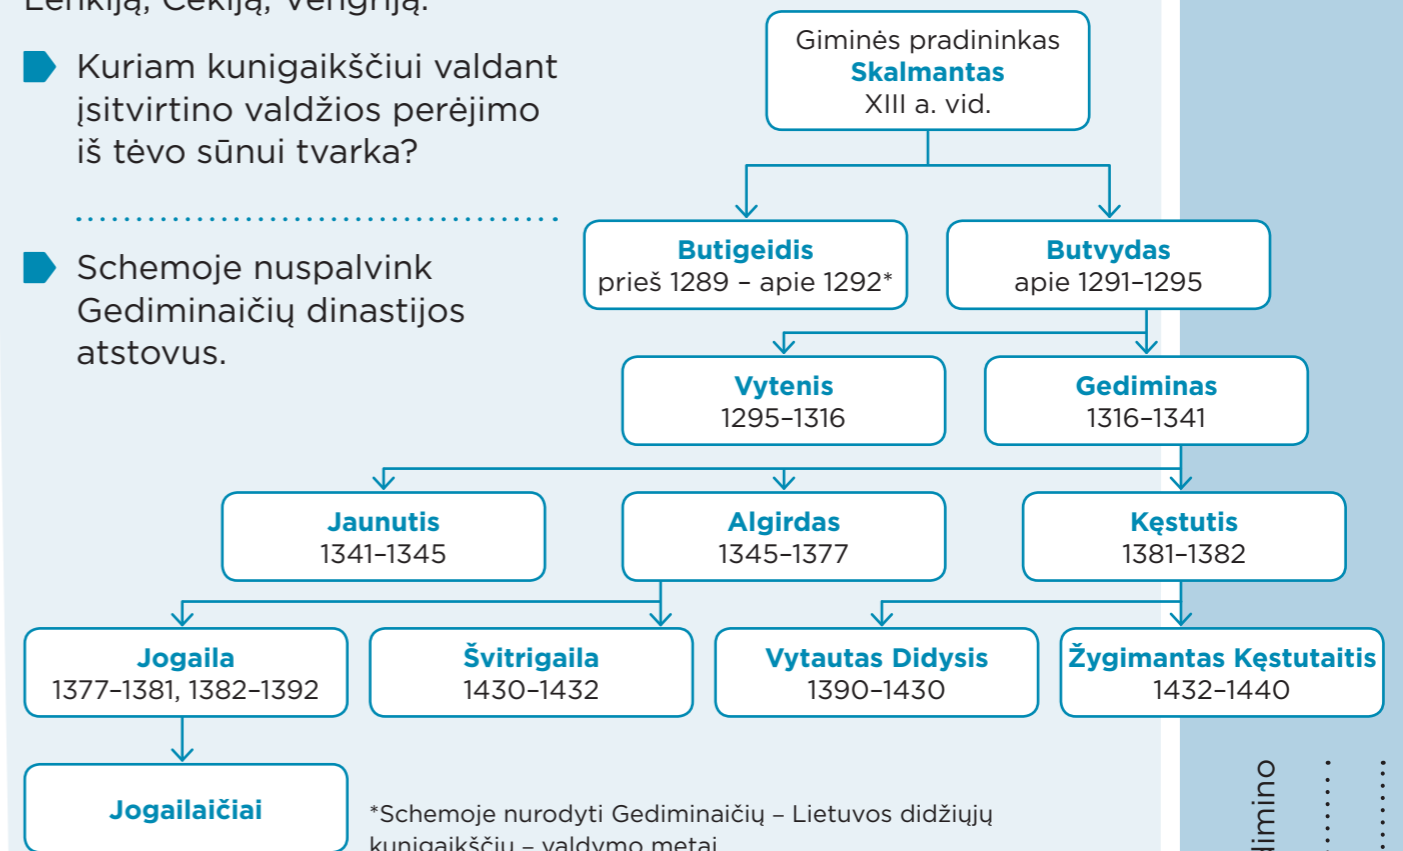 Lenkiją, Čekiją, Vengriją.
Kuriam kunigaikščiui valdant
įsitvirtino valdžios perėjimo
iš tėvo sūnui tvarka?
Schemoje nuspalvink
Gediminaičių dinastijos
atstovus.
Giminės pradininkas
Skalmantas
XIII a. vid.
Butigeidis
prieš 1289 – apie 1292*
Butvydas
apie 1291–1295
Vytenis
1295–1316
Gediminas
1316–1341
Jaunutis
1341–1345
Algirdas
1345–1377
Kęstutis
1381–1382
Jogaila
1377–1381, 1382–1392
Švitrigaila
1430–1432
Vytautas Didysis
1390–1430
Žygimantas Kęstutaitis
1432–1440
Jogailaičiai
*Schemoje nurodyti Gediminaičių – Lietuvos didžiųjų
kunigaikščių – valdymo metai